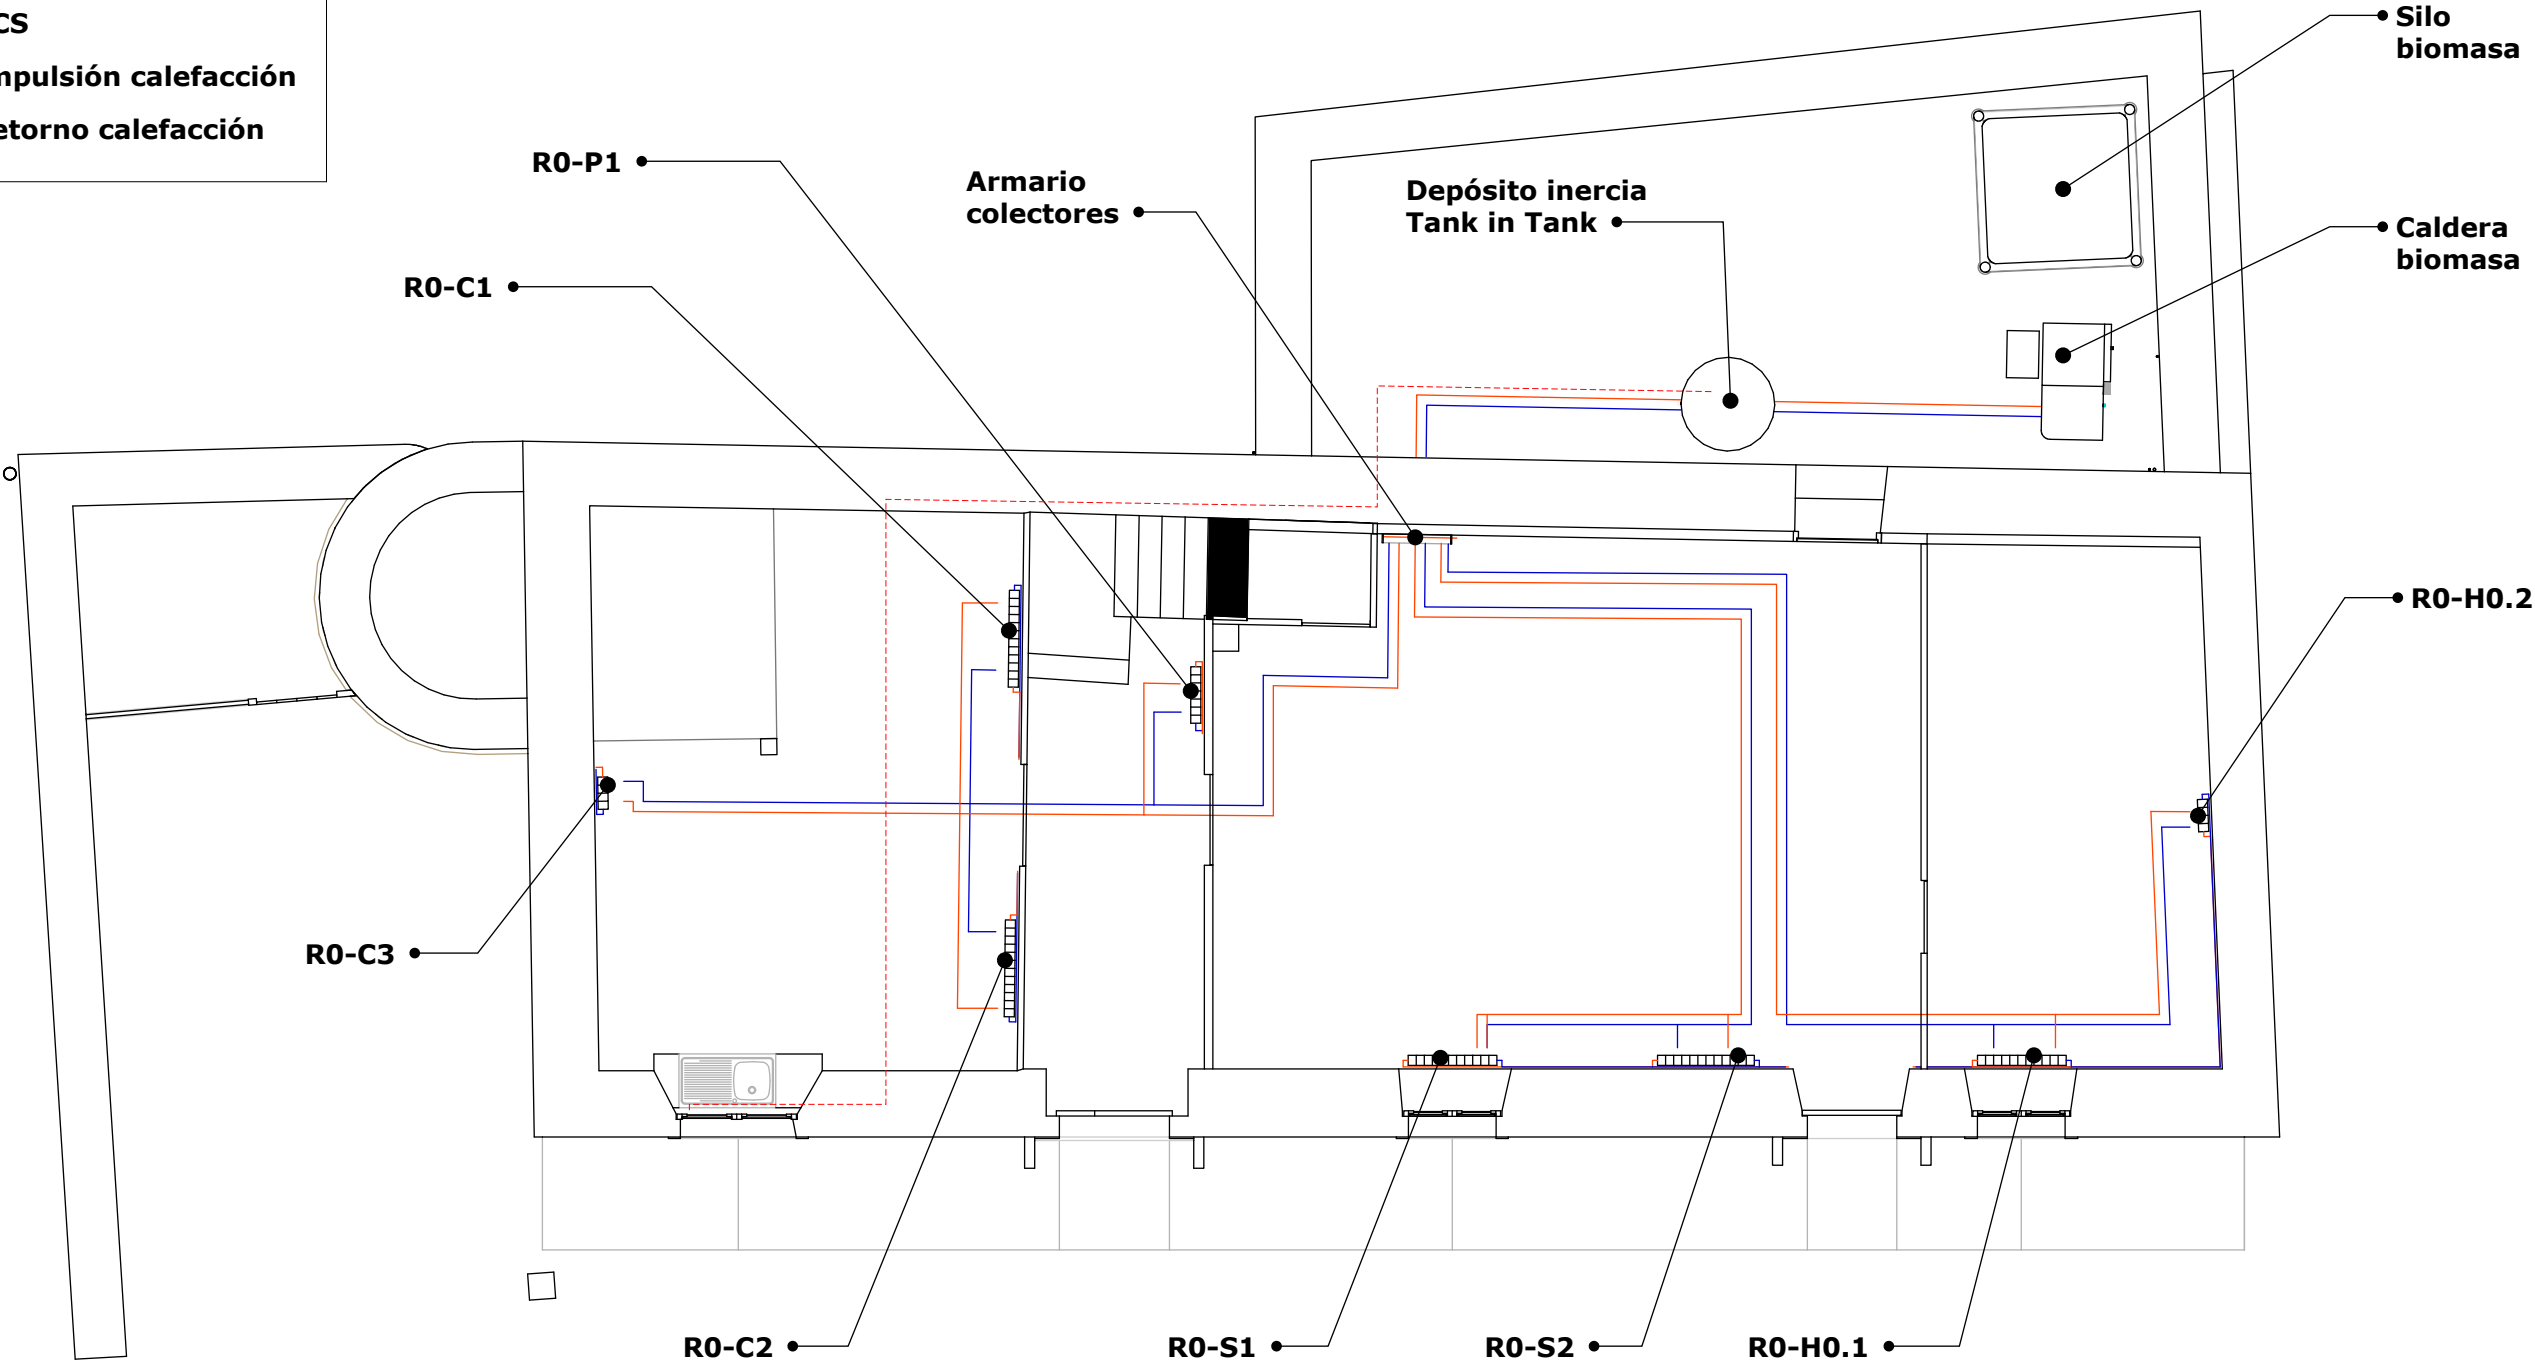 CS
mpulsión calefacción
etorno calefacción
Silo
biomasa
R0-P1
Armario
colectores
Depósito inercia
Tank in Tank
Caldera
biomasa
R0-C1
R0-H0.2
R0-C3
R0-C2
R0-S1
R0-S2
R0-H0.1